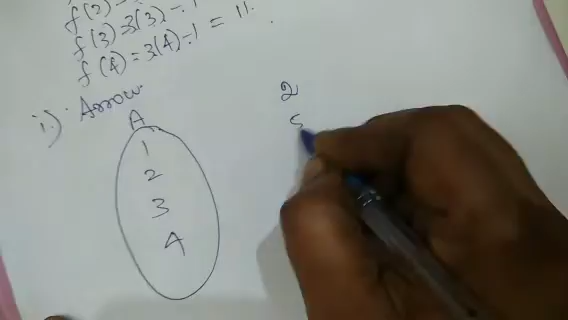 f(3)=3(3)-1
f(4)=3(4)-1 = 11.
i.) Arrow
A
1
2
3
4
2
5